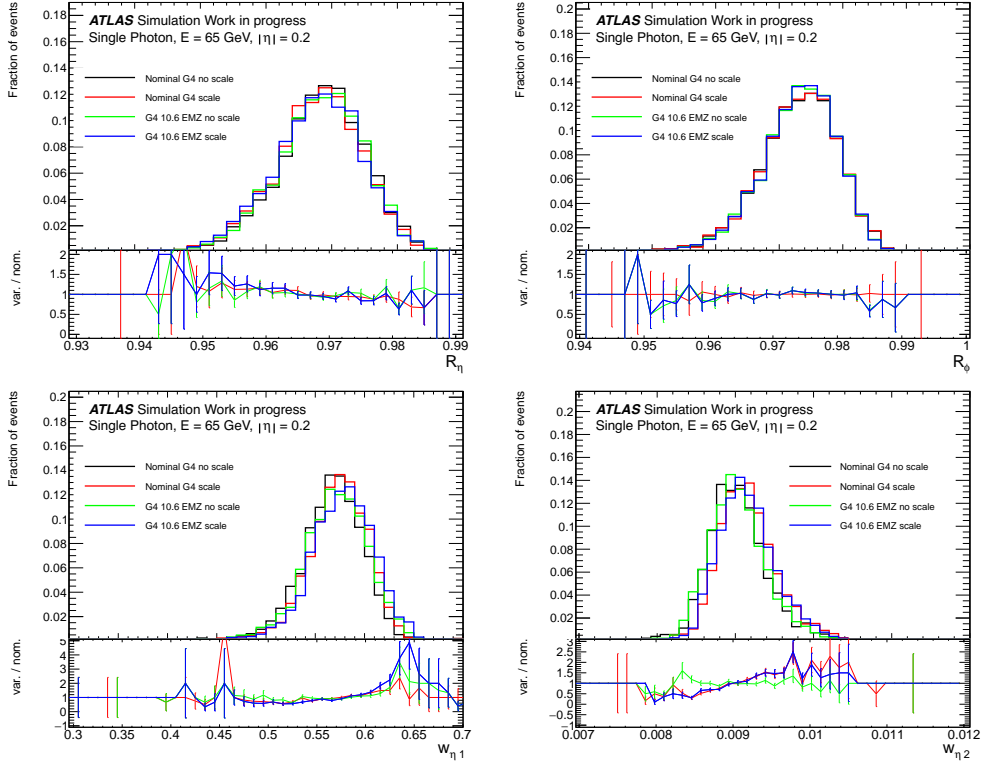 ATLAS Simulation Work in progress
Single Photon, E = 65 GeV, |η| = 0.2
Fraction of events
0.18
0.16
0.14
0.12
0.1
0.08
0.06
0.04
0.02
Nominal G4 no scale
Nominal G4 scale
G4 10.6 EMZ no scale
G4 10.6 EMZ scale
var. / nom.
2
1.5
1
0.5
0
0.93 0.94 0.95 0.96 0.97 0.98 0.99
R_η
ATLAS Simulation Work in progress
Single Photon, E = 65 GeV, |η| = 0.2
Fraction of events
0.2
0.18
0.16
0.14
0.12
0.1
0.08
0.06
0.04
0.02
Nominal G4 no scale
Nominal G4 scale
G4 10.6 EMZ no scale
G4 10.6 EMZ scale
var. / nom.
2
1.5
1
0.5
0
0.94 0.95 0.96 0.97 0.98 0.99 1
R_ϕ
ATLAS Simulation Work in progress
Single Photon, E = 65 GeV, |η| = 0.2
Fraction of events
0.2
0.18
0.16
0.14
0.12
0.1
0.08
0.06
0.04
0.02
Nominal G4 no scale
Nominal G4 scale
G4 10.6 EMZ no scale
G4 10.6 EMZ scale
var. / nom.
5
4
3
2
1
0
−1
0.3 0.35 0.4 0.45 0.5 0.55 0.6 0.65 0.7
w_η 1
ATLAS Simulation Work in progress
Single Photon, E = 65 GeV, |η| = 0.2
Fraction of events
0.2
0.18
0.16
0.14
0.12
0.1
0.08
0.06
0.04
0.02
Nominal G4 no scale
Nominal G4 scale
G4 10.6 EMZ no scale
G4 10.6 EMZ scale
var. / nom.
3
2.5
2
1.5
1
0.5
0
−0.5
−1
0.007 0.008 0.009 0.01 0.011 0.012
w_η 2